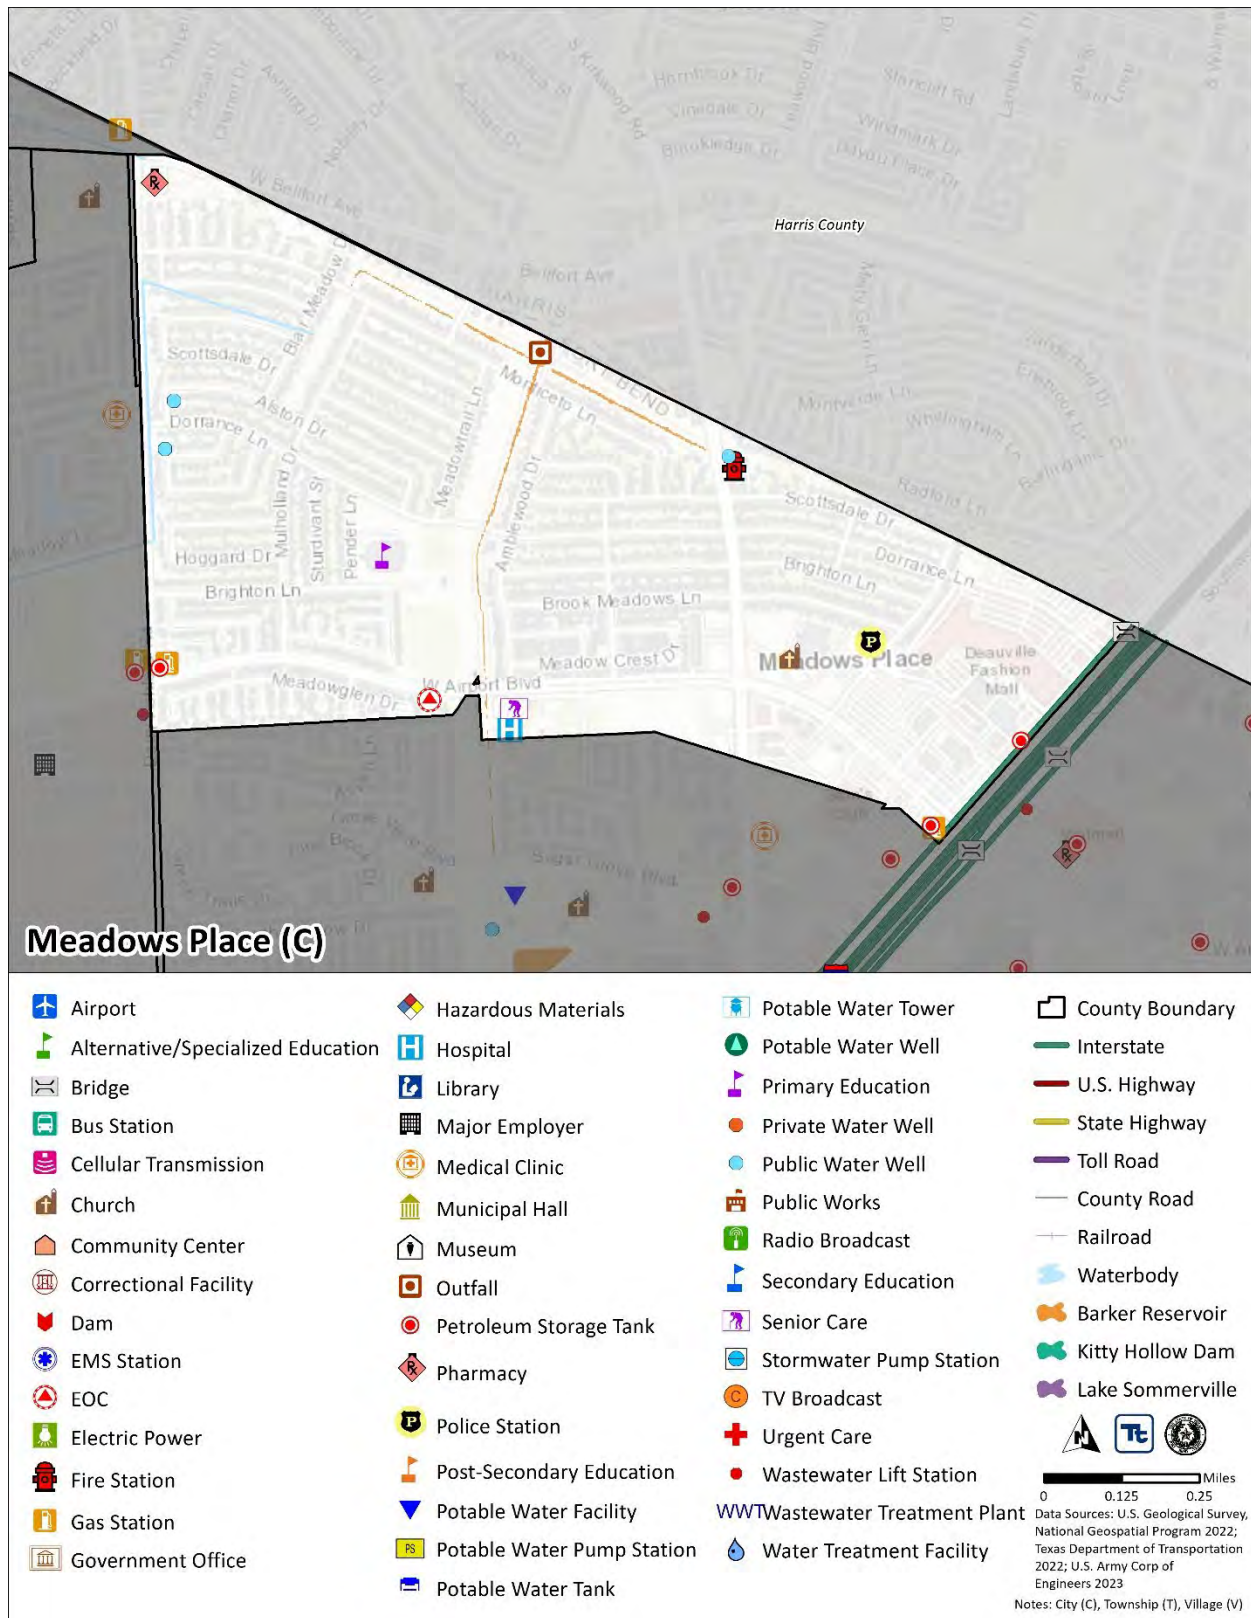 Harris County
W Bellfort Ave
Bellfort Ave
HARRIS
Blair Meadow Dr
Scottsdale Dr
Alston Dr
Dorrance Ln
Monticeto Ln
Meadowtrail Ln
Amblewood Dr
Mulholland Dr
Sturdivant St
Pender Ln
Hoggard Dr
Brighton Ln
Scottsdale Dr
Dorrance Ln
Brighton Ln
Radford Ln
Brook Meadows Ln
Meadow Crest Dr
Meadows Place
Deauville
Fashion
Mall
W Airport Blvd
Meadowglen Dr
Meadows Place (C)
Airport
Alternative/Specialized Education
Bridge
Bus Station
Cellular Transmission
Church
Community Center
Correctional Facility
Dam
EMS Station
EOC
Electric Power
Fire Station
Gas Station
Government Office
Hazardous Materials
Hospital
Library
Major Employer
Medical Clinic
Municipal Hall
Museum
Outfall
Petroleum Storage Tank
Pharmacy
Police Station
Post-Secondary Education
Potable Water Facility
PS Potable Water Pump Station
Potable Water Tank
Potable Water Tower
Potable Water Well
Primary Education
Private Water Well
Public Water Well
Public Works
Radio Broadcast
Secondary Education
Senior Care
Stormwater Pump Station
C TV Broadcast
Urgent Care
Wastewater Lift Station
WWT Wastewater Treatment Plant
Water Treatment Facility
County Boundary
Interstate
U.S. Highway
State Highway
Toll Road
County Road
Railroad
Waterbody
Barker Reservoir
Kitty Hollow Dam
Lake Sommerville
N Tt
Miles
0 0.125 0.25
Data Sources: U.S. Geological Survey,
National Geospatial Program 2022;
Texas Department of Transportation
2022; U.S. Army Corp of
Engineers 2023
Notes: City (C), Township (T), Village (V)